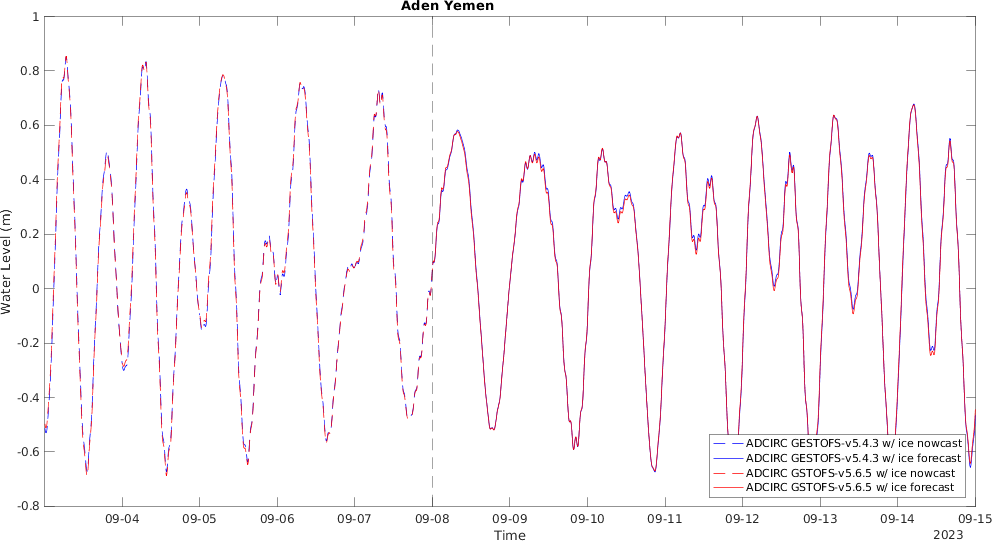 Aden Yemen
1
0.8
0.6
0.4
0.2
0
-0.2
-0.4
-0.6
-0.8
Water Level (m)
ADCIRC GESTOFS-v5.4.3 w/ ice nowcast
ADCIRC GESTOFS-v5.4.3 w/ ice forecast
ADCIRC GSTOFS-v5.6.5 w/ ice nowcast
ADCIRC GSTOFS-v5.6.5 w/ ice forecast
09-04 09-05 09-06 09-07 09-08 09-09 09-10 09-11 09-12 09-13 09-14 09-15
Time
2023